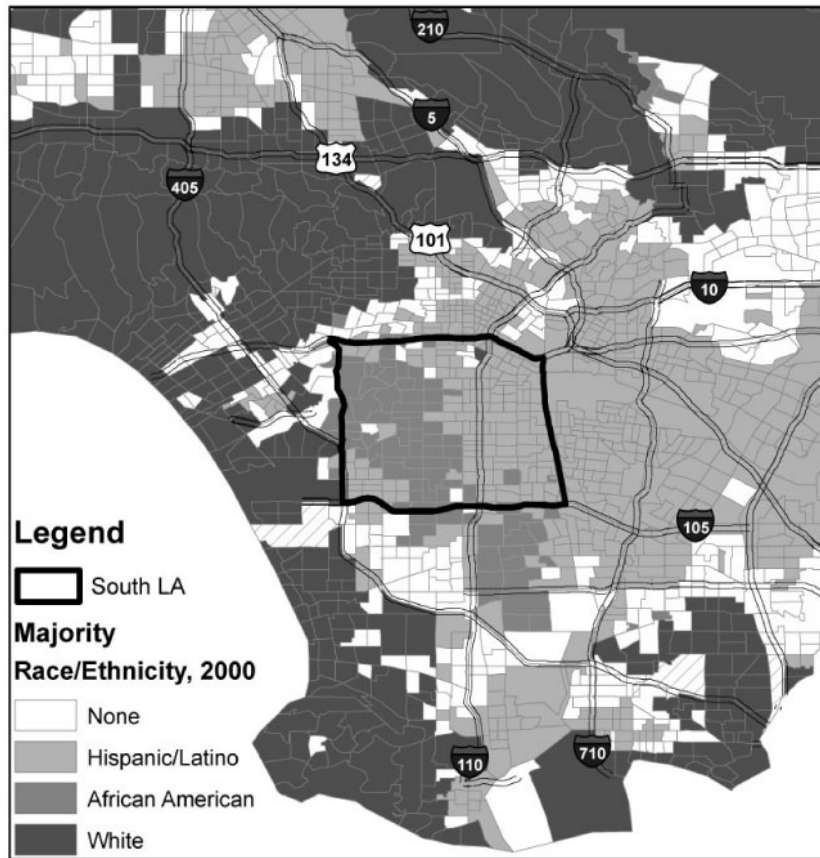 210
5
134
405
101
10
Legend
105
South LA
Majority
Race/Ethnicity, 2000
None
Hispanic/Latino
110
710
African American
White